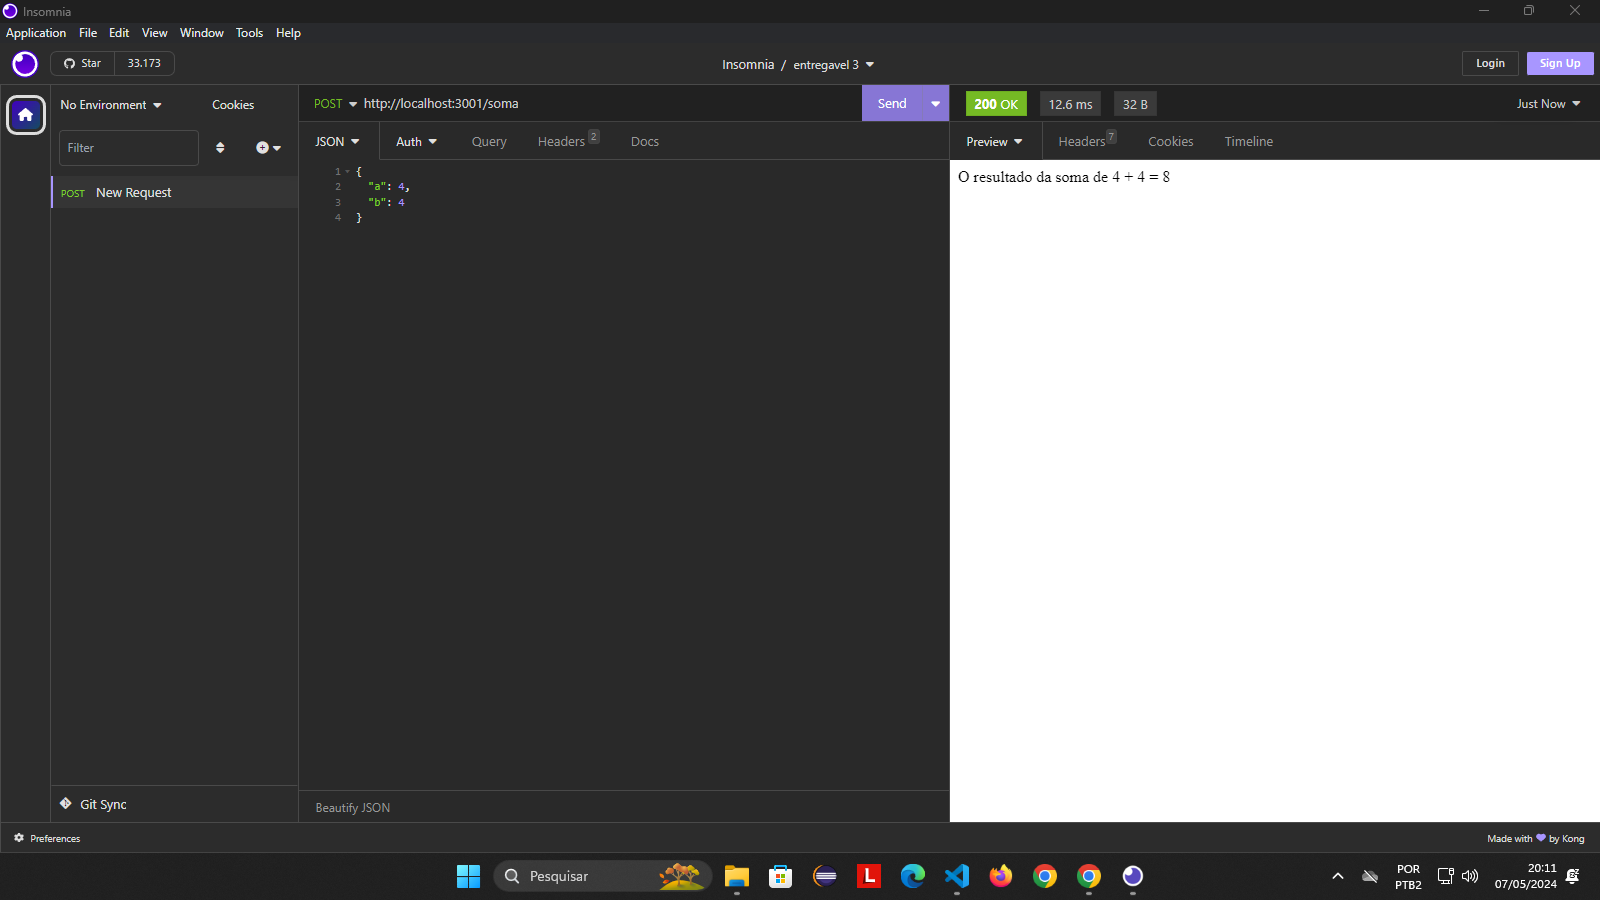 Insomnia
Application File Edit View Window Tools Help
Star 33.173
Insomnia / entregavel 3
Login Sign Up
No Environment Cookies
POST http://localhost:3001/soma
Send
200 OK 12.6 ms 32 B
Just Now
Filter
JSON Auth Query Headers 2 Docs
Preview Headers 7 Cookies Timeline
POST New Request
1 {
2 "a": 4,
3 "b": 4
4 }
O resultado da soma de 4 + 4 = 8
Git Sync
Beautify JSON
Preferences
Made with by Kong
Pesquisar
L
POR
PTB2
20:11
07/05/2024